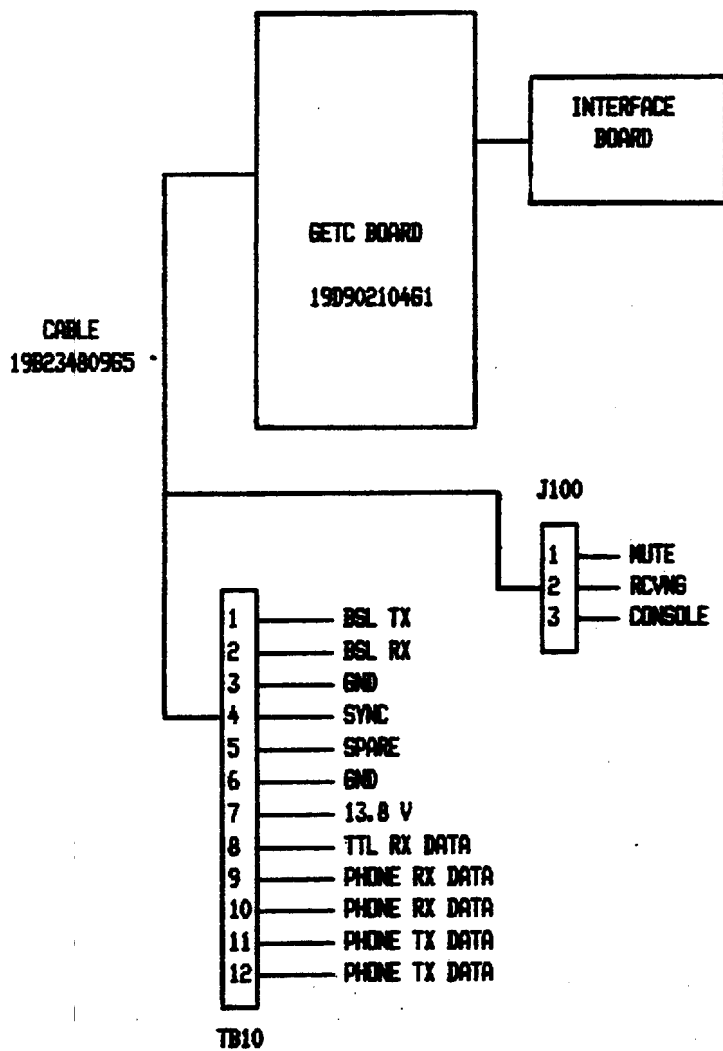 INTERFACE
BOARD
GETC BOARD
19D902104G1
CABLE
19B234809G5
J100
1 MUTE
2 RCVNG
3 CONSOLE
1 BSL TX
2 BSL RX
3 GND
4 SYNC
5 SPARE
6 GND
7 13.8 V
8 TTL RX DATA
9 PHONE RX DATA
10 PHONE RX DATA
11 PHONE TX DATA
12 PHONE TX DATA
TB10